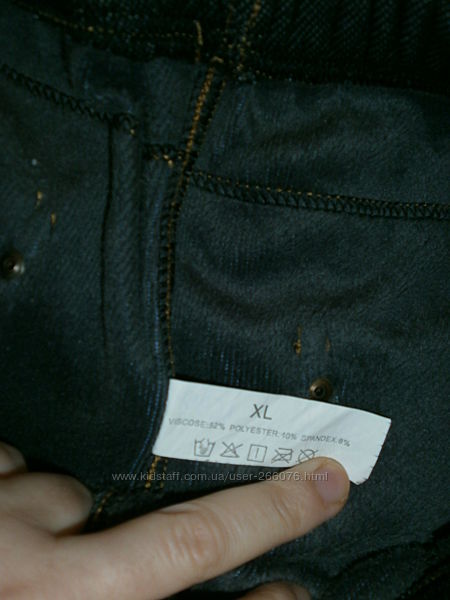 XL
VISCOSE:82% POLYESTER:10% SPANDEX:8%
www.kidstaff.com.ua/user-266076.html